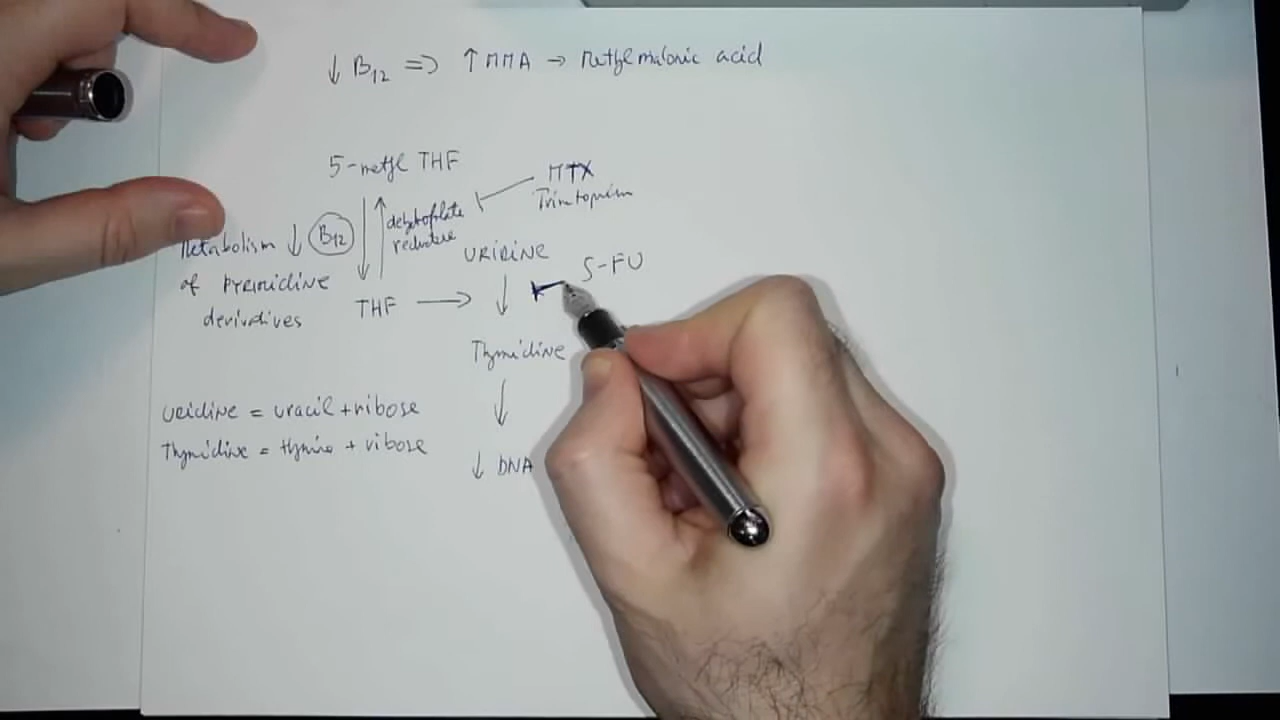 ↓ B12 => ↑ MMA → Methylmalonic acid
5-methyl THF
MTX
Trimtoprim
dehydrofolate
reductase
Metabolism ↓ B12
of pyrimidine
derivatives
URIDINE
5-FU
THF →
Thymidine
uridine = uracil + ribose
Thymidine = thymine + ribose
↓ DNA